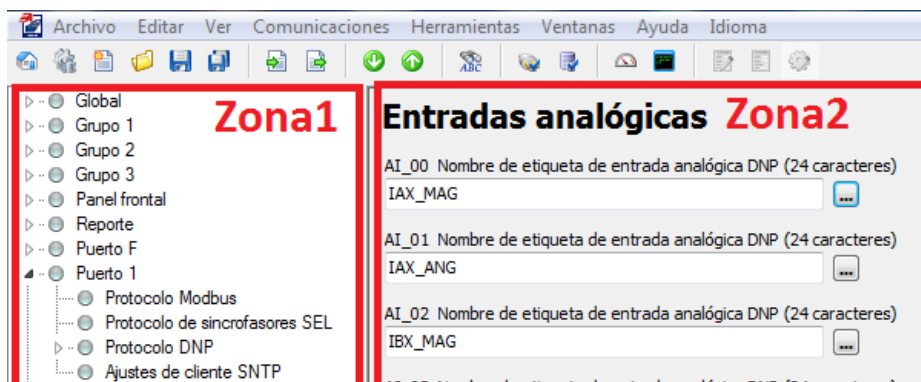 Archivo Editar Ver Comunicaciones Herramientas Ventanas Ayuda Idioma
ABC
Global
Grupo 1
Grupo 2
Grupo 3
Panel frontal
Reporte
Puerto F
Puerto 1
Protocolo Modbus
Protocolo de sincrofasores SEL
Protocolo DNP
Ajustes de cliente SNTP
Zona1
Entradas analógicas Zona2
AI_00 Nombre de etiqueta de entrada analógica DNP (24 caracteres)
IAX_MAG
...
AI_01 Nombre de etiqueta de entrada analógica DNP (24 caracteres)
IAX_ANG
...
AI_02 Nombre de etiqueta de entrada analógica DNP (24 caracteres)
IBX_MAG
...